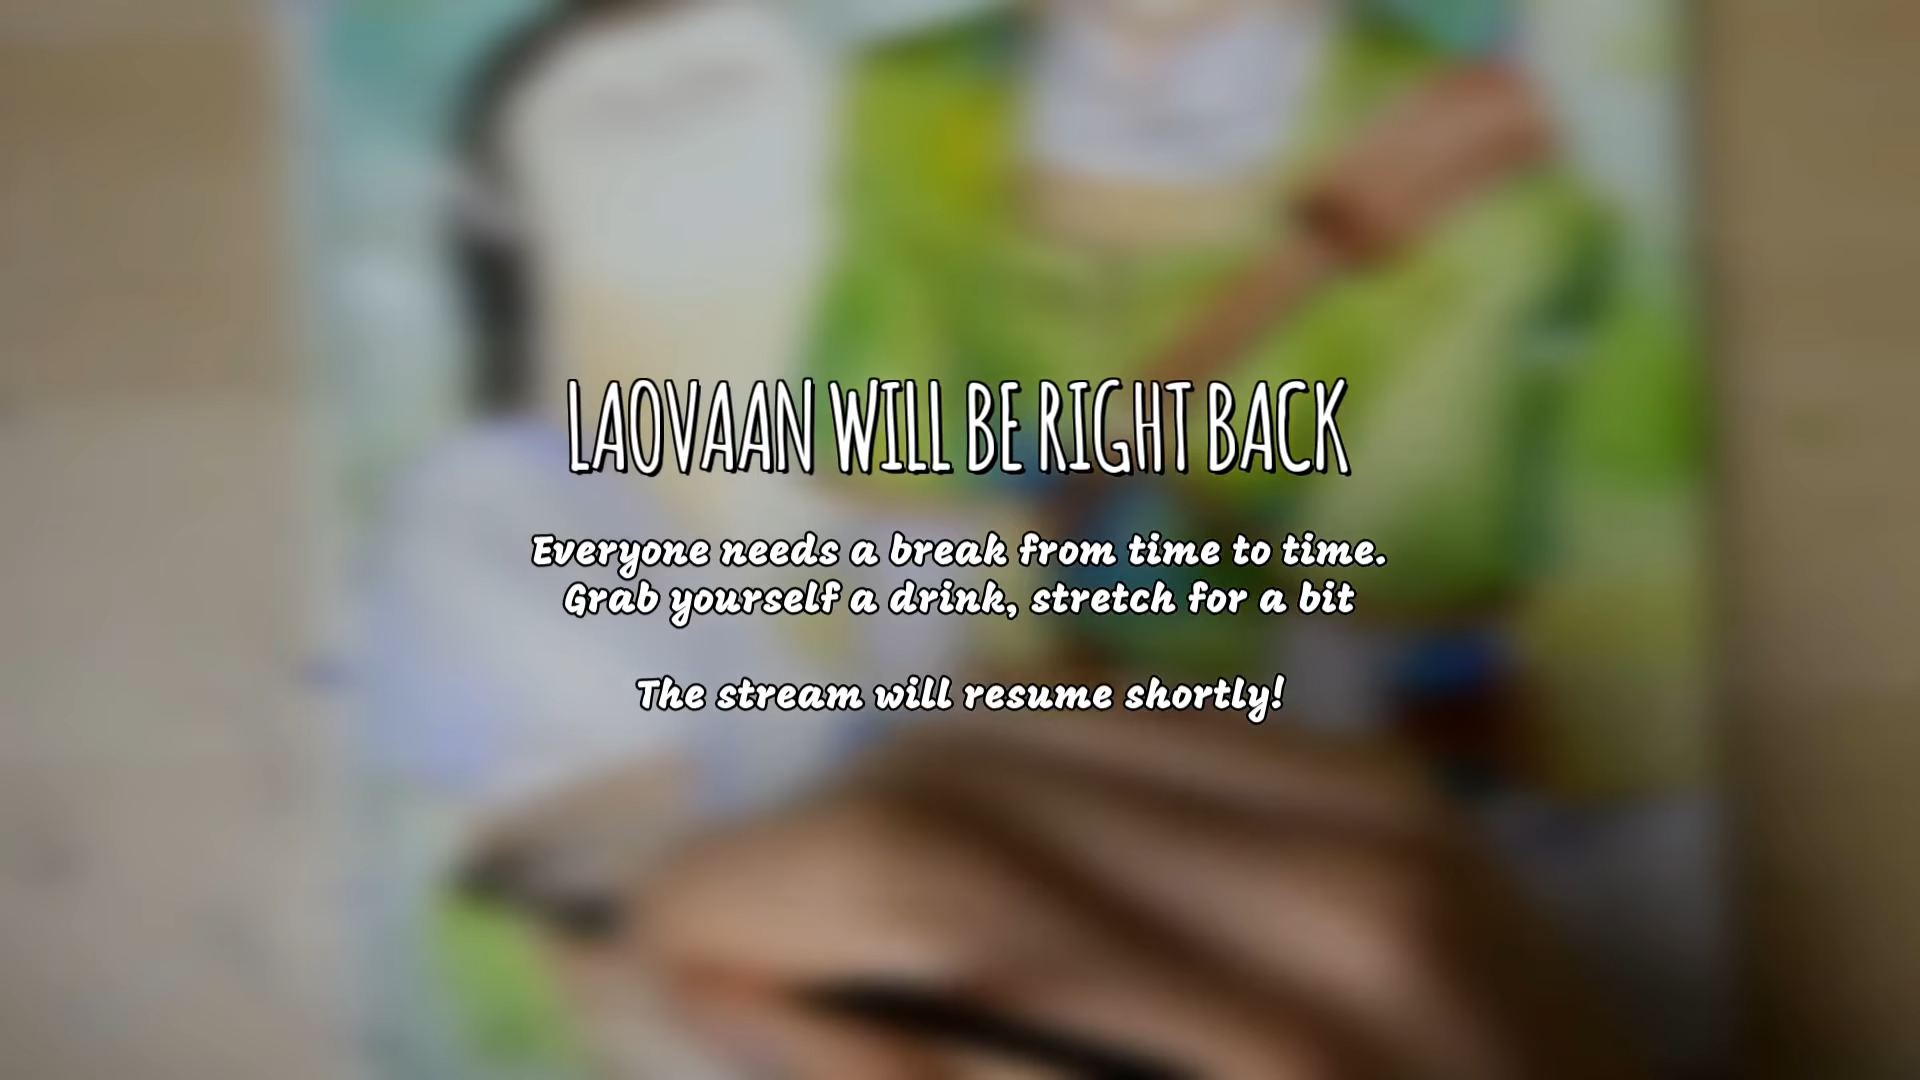 LAOVAAN WILL BE RIGHT BACK
Everyone needs a break from time to time.
Grab yourself a drink, stretch for a bit
The stream will resume shortly!